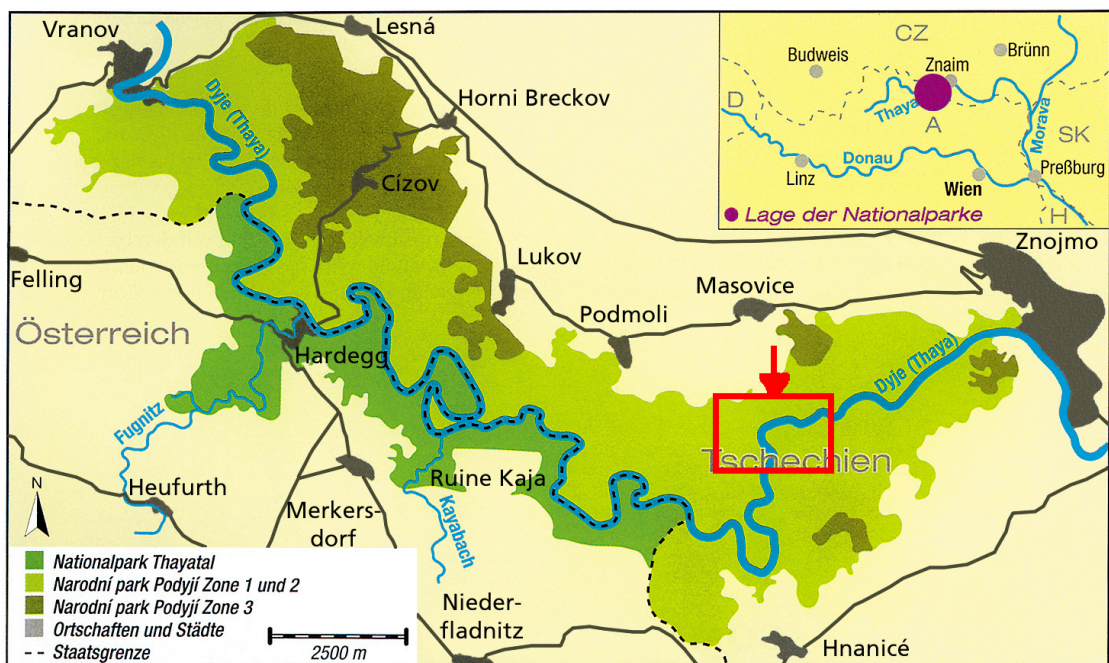 Vranov
Lesná
Dyje (Thaya)
Horni Breckov
Cízov
Felling
Österreich
Lukov
Hardegg
Podmoli
Masovice
Znojmo
Dyje (Thaya)
Tschechien
Fugnitz
Heufurth
Merkers-
dorf
Ruine Kaja
Kayabach
Nieder-
fladnitz
Hnanicé
CZ
Budweis
Brünn
Znaim
D
Thaya
A
Morava
SK
Donau
Linz
Wien
Preßburg
H
Lage der Nationalparke
N
Nationalpark Thayatal
Narodní park Podyjí Zone 1 und 2
Narodní park Podyjí Zone 3
Ortschaften und Städte
Staatsgrenze
2500 m